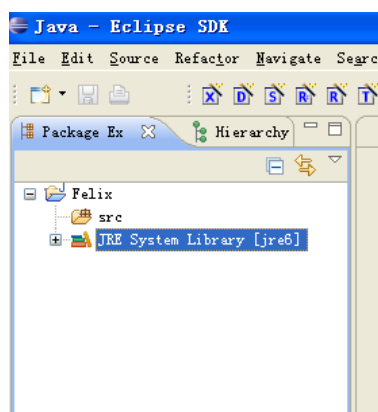 Java - Eclipse SDK
File Edit Source Refactor Navigate Searc
X D S R R T
Package Ex Hierarchy
Felix
src
JRE System Library [jre6]